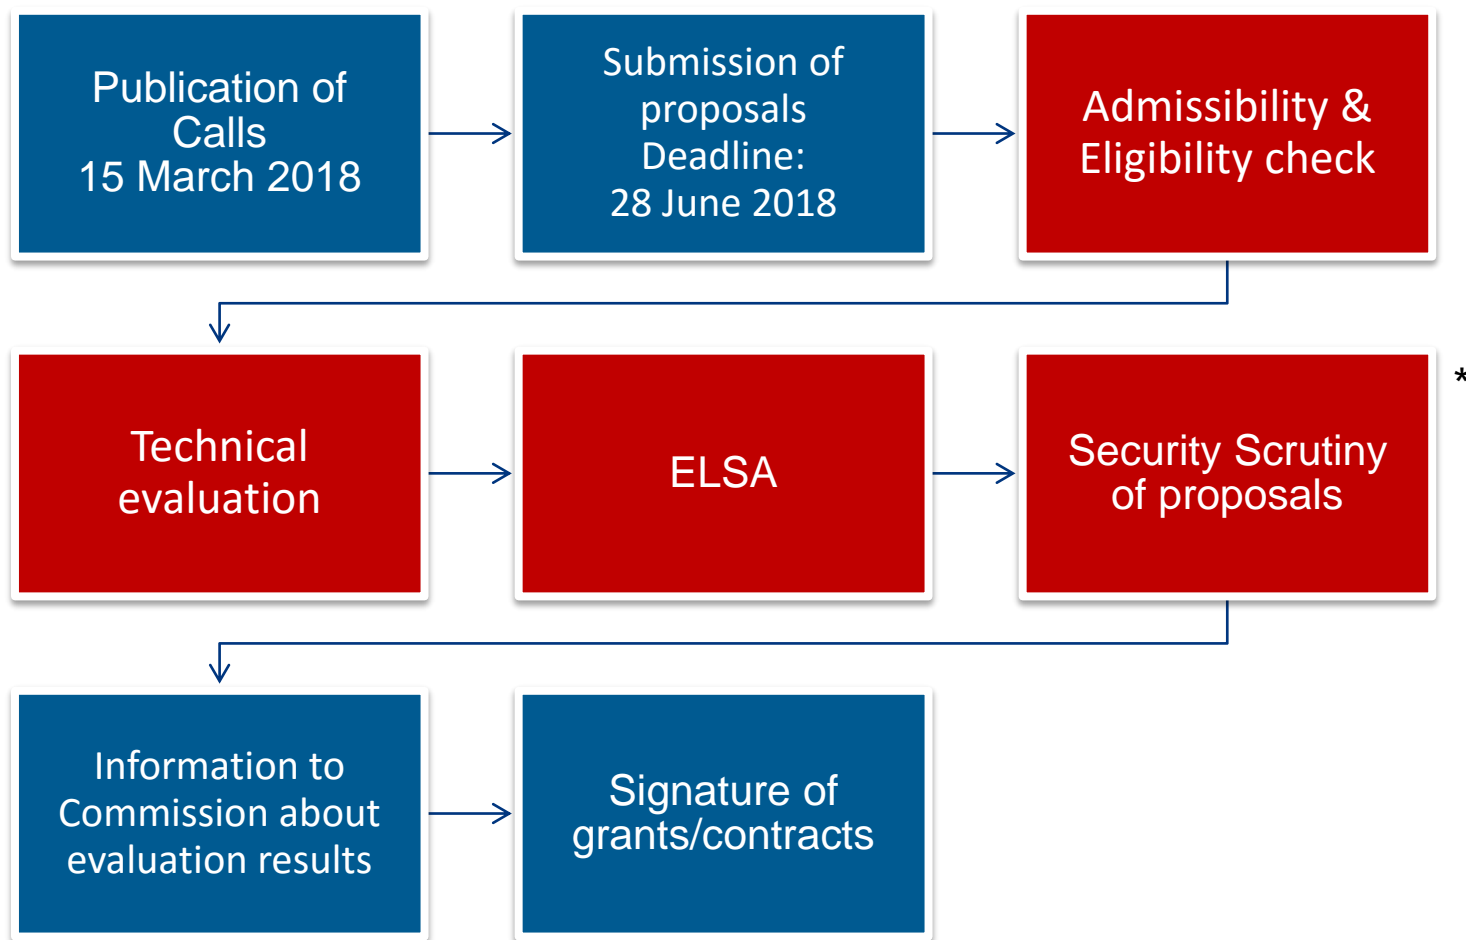 Publication of
Calls
15 March 2018
Submission of
proposals
Deadline:
28 June 2018
Admissibility &
Eligibility check
Technical
evaluation
ELSA
Security Scrutiny
of proposals
*
Information to
Commission about
evaluation results
Signature of
grants/contracts